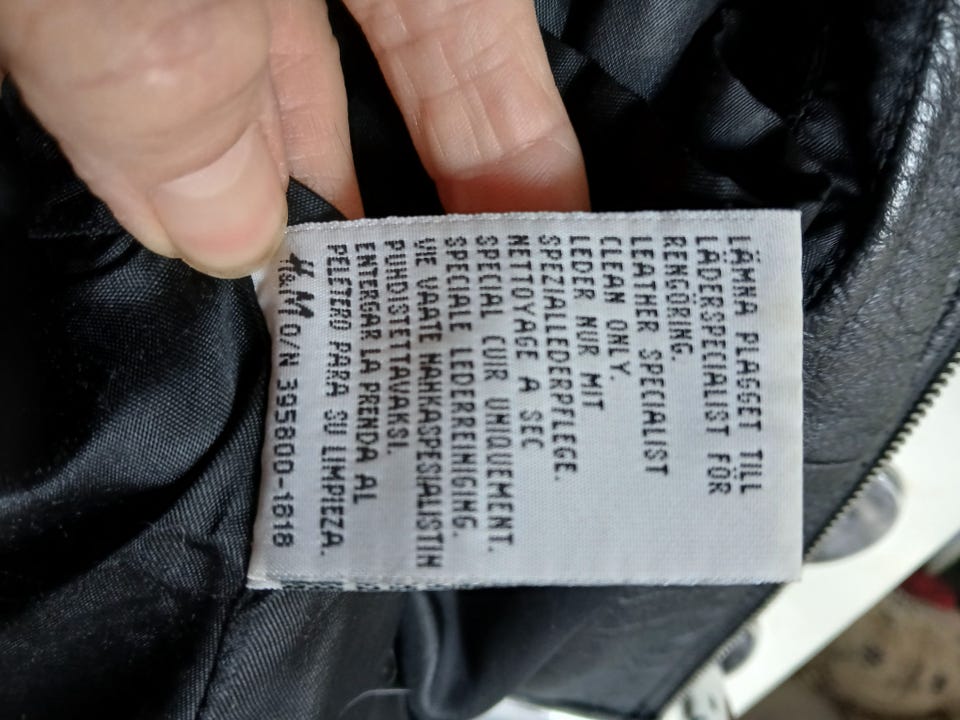 LÄMNA PLAGGET TILL
LÄDERSPECIALIST FÖR
RENGÖRING.
LEATHER SPECIALIST
CLEAN ONLY.
LEDER NUR MIT
SPEZIALLEDERPFLEGE.
NETTOYAGE A SEC
SPECIAL CUIR UNIQUEMENT.
SPECIALE LEDERREINIGING.
VIE VAATE NAHKASPESIALISTIN
PUHDISTETTAVAKSI.
ENTERGAR LA PRENDA AL
PELETERO PARA SU LIMPIEZA.
H&M O/N 395800-1818